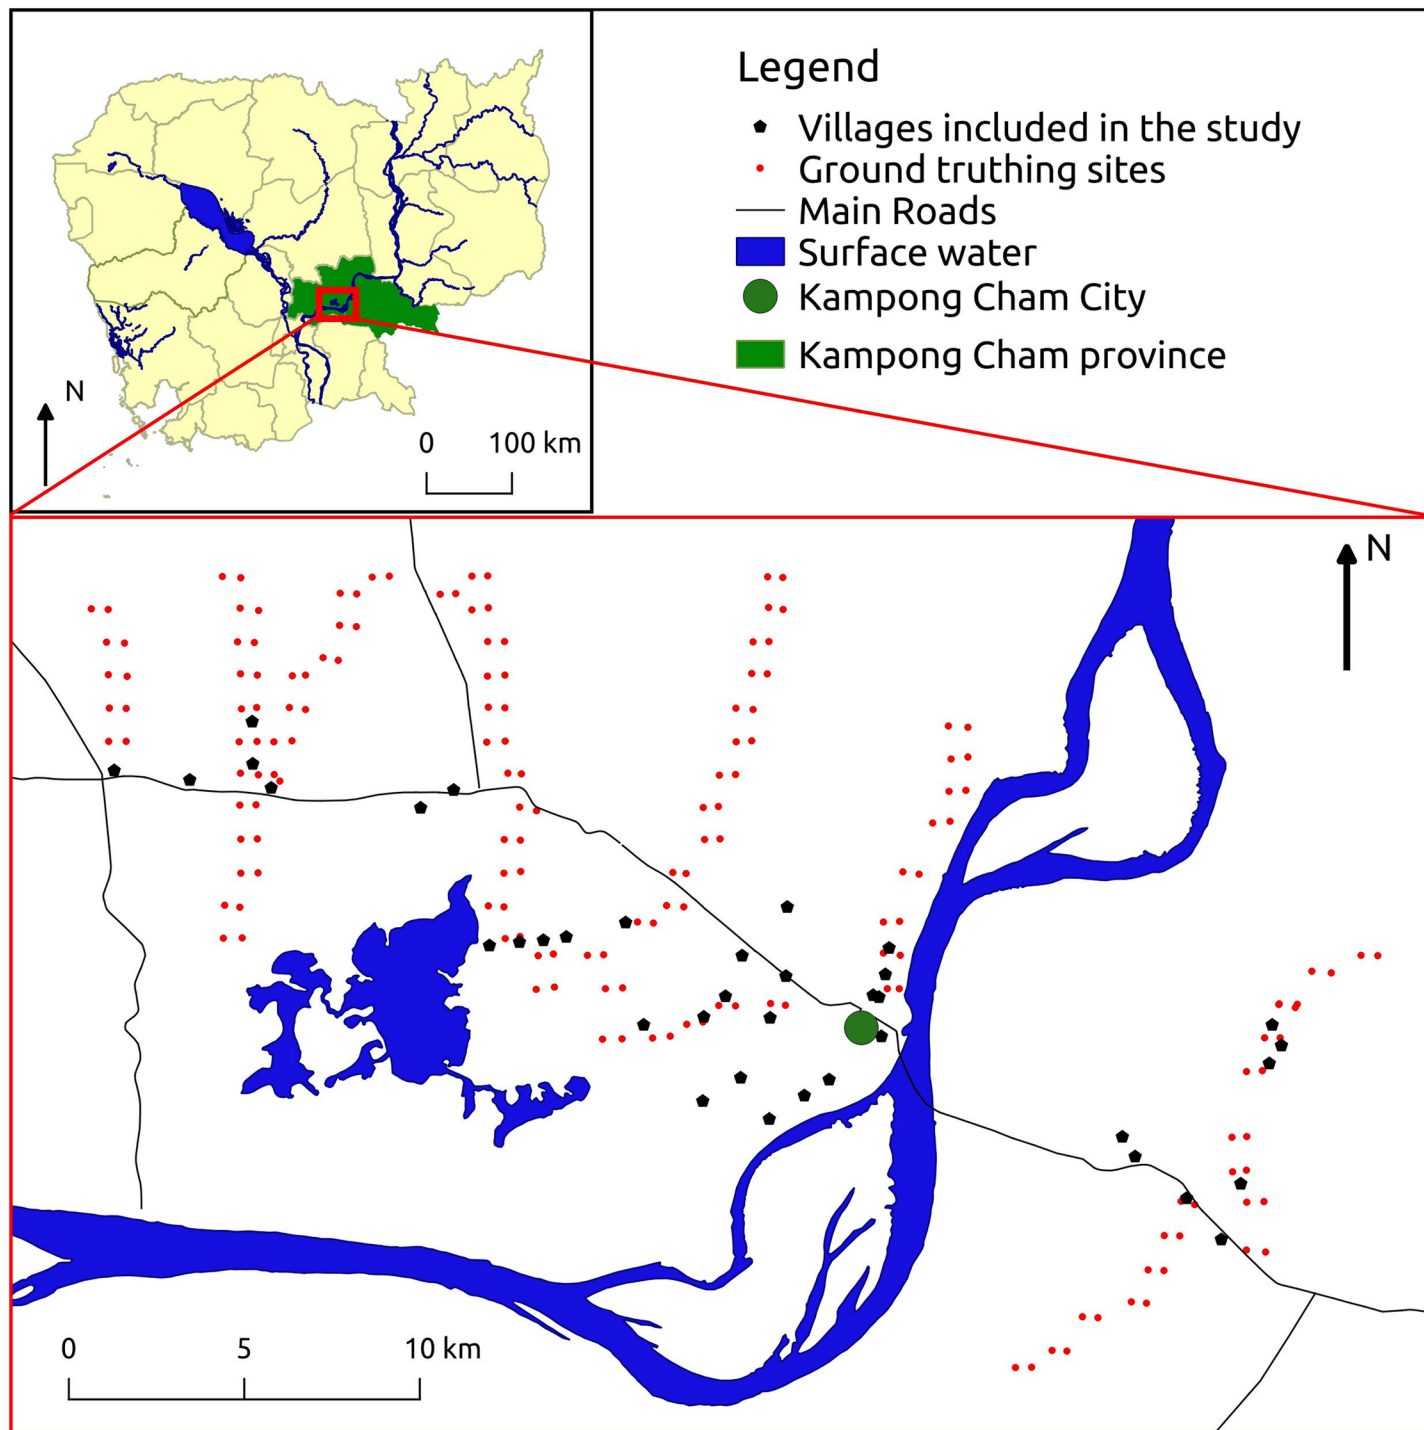 Legend
Villages included in the study
Ground truthing sites
Main Roads
Surface water
Kampong Cham City
Kampong Cham province
N
0 100 km
N
0 5 10 km